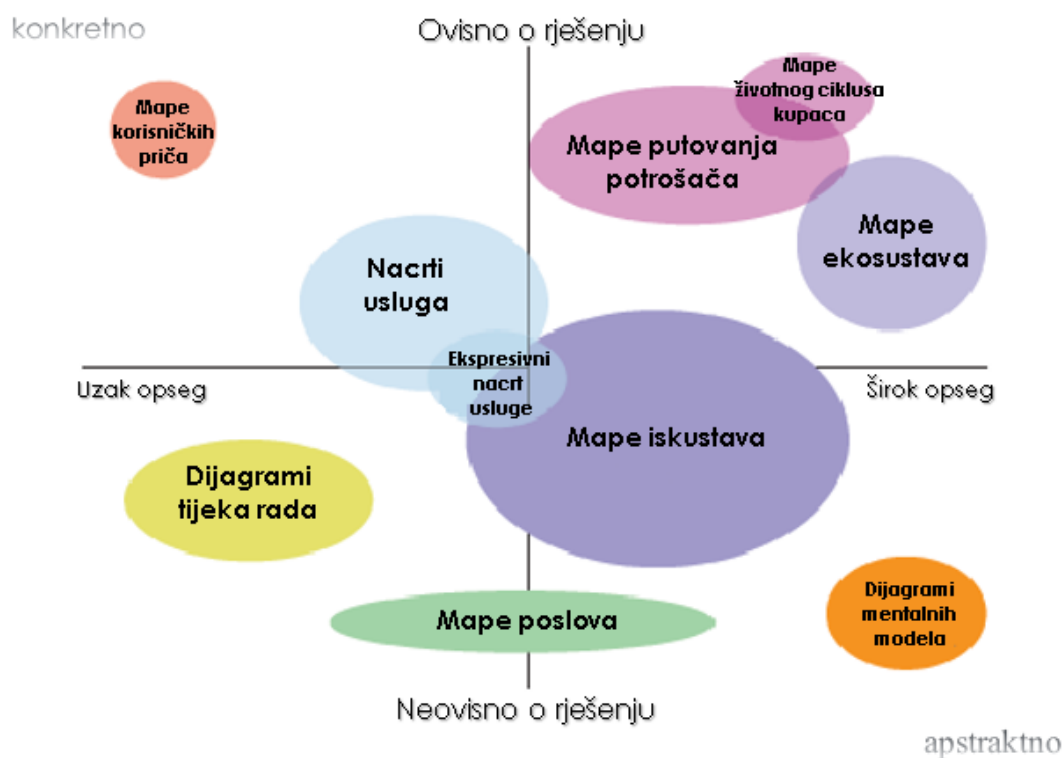 konkretno
Ovisno o rješenju
Mape
korisničkih
priča
Mape
životnog ciklusa
kupaca
Mape putovanja
potrošača
Mape
ekosustava
Nacrti
usluga
Ekspresivni
nacrt
usluge
Uzak opseg
Širok opseg
Mape iskustava
Dijagrami
tijeka rada
Dijagrami
mentalnih
modela
Mape poslova
Neovisno o rješenju
apstraktno